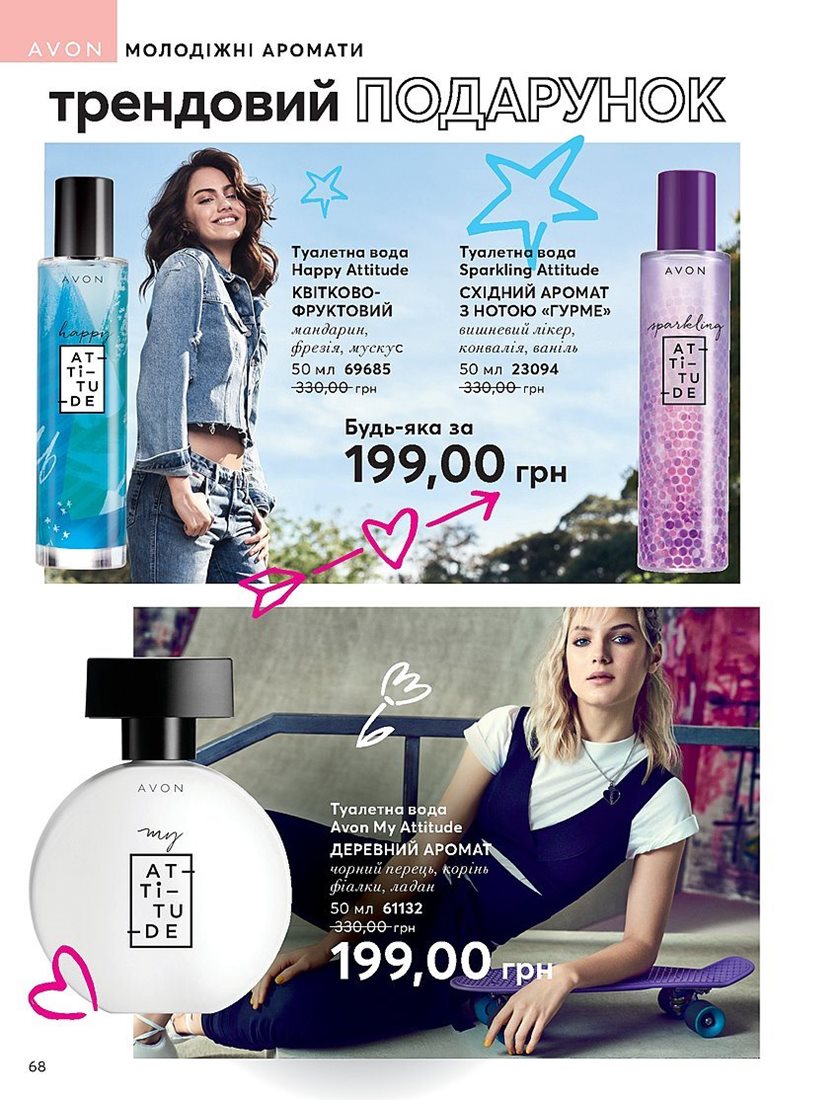 AVON МОЛОДІЖНІ АРОМАТИ
трендовий ПОДАРУНОК
AVON
happy
AT-
-TI-
TU
-DE
Туалетна вода
Happy Attitude
КВІТКОВО-
ФРУКТОВИЙ
мандарин,
фрезія, мускус
50 мл 69685
330,00 грн
Туалетна вода
Sparkling Attitude
СХІДНИЙ АРОМАТ
З НОТОЮ «ГУРМЕ»
вишневий лікер,
конвалія, ваніль
50 мл 23094
330,00 грн
AVON
sparkling
AT-
-TI-
TU
-DE
Будь-яка за
199,00 грн
AVON
my
AT-
TI-
TU
-DE
Туалетна вода
Avon My Attitude
ДЕРЕВНИЙ АРОМАТ
чорний перець, корінь
фіалки, ладан
50 мл 61132
330,00 грн
199,00 грн
68